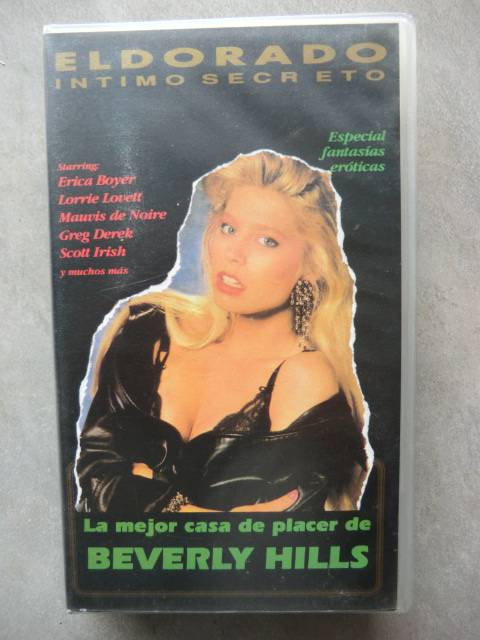 ELDORADO
INTIMO SECRETO
Especial
fantasías
eróticas
Starring:
Erica Boyer
Lorrie Lovett
Mauvis de Noire
Greg Derek
Scott Irish
y muchos más
La mejor casa de placer de
BEVERLY HILLS